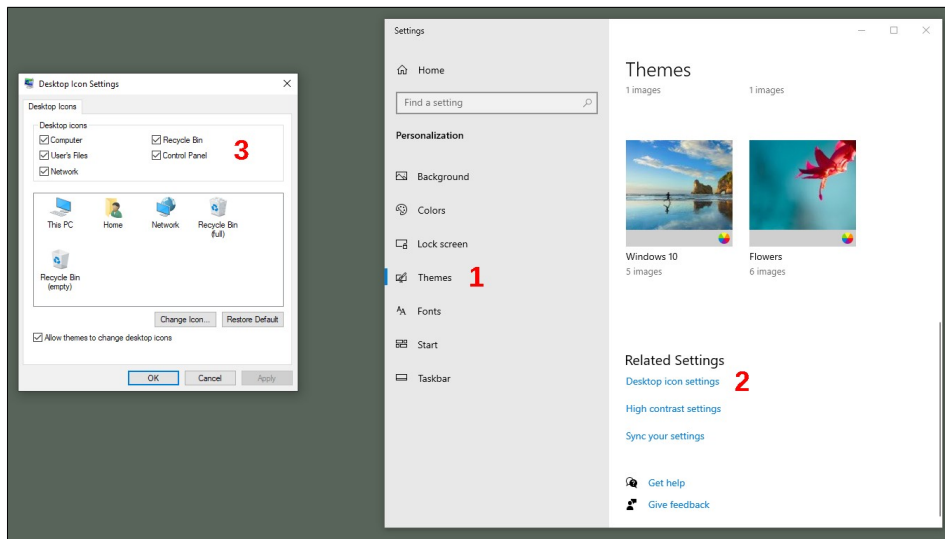 Desktop Icon Settings
Desktop Icons
Desktop icons
Computer
Recycle Bin
User's Files
Control Panel
Network
3
This PC
Home
Network
Recycle Bin
(full)
Recycle Bin
(empty)
Change Icon...
Restore Default
Allow themes to change desktop icons
OK
Cancel
Apply
Settings
Home
Find a setting
Personalization
Background
Colors
Lock screen
Themes
1
Fonts
Start
Taskbar
Themes
1 images
1 images
Windows 10
5 images
Flowers
6 images
Related Settings
Desktop icon settings
2
High contrast settings
Sync your settings
Get help
Give feedback